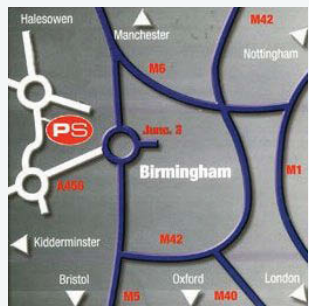 Halesowen
Manchester
M42
Nottingham
M6
PS
Junc. 3
Birmingham
M1
A456
Kidderminster
M42
Bristol
Oxford
London
M5
M40